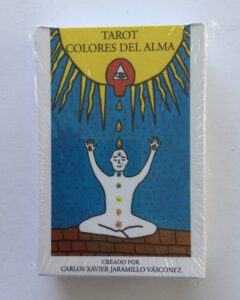 TAROT
COLORES DEL ALMA
CREADO POR
CARLOS XAVIER JARAMILLO VÁSCONEZ